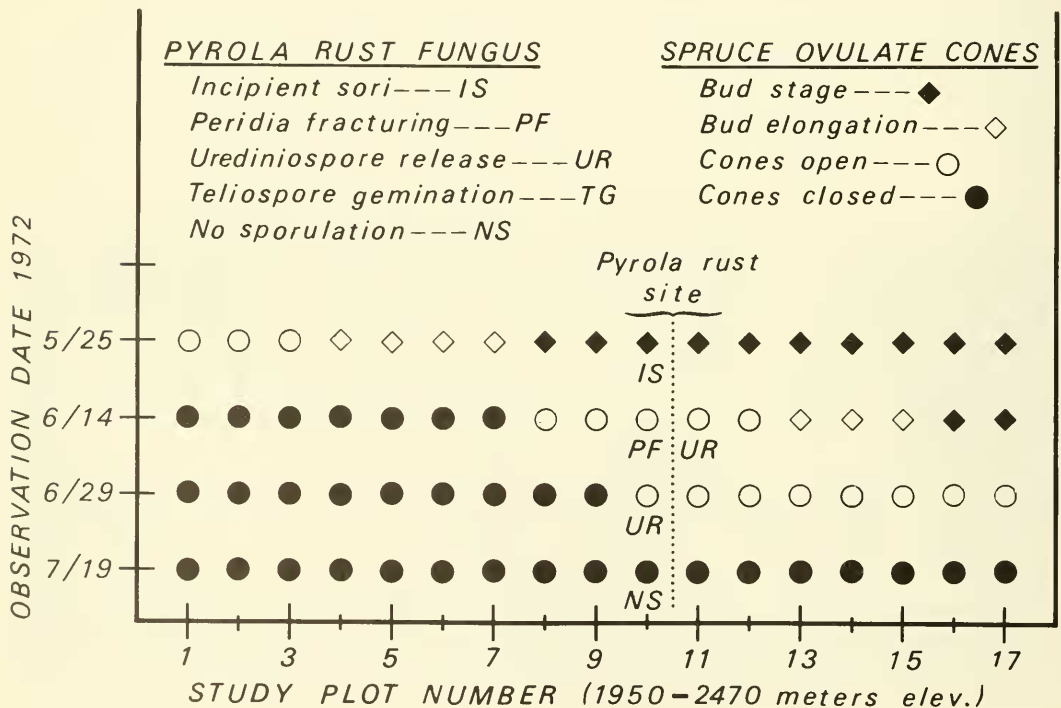 PYROLA RUST FUNGUS
Incipient sori---IS
Peridia fracturing---PF
Urediniospore release---UR
Teliospore gemination---TG
No sporulation---NS
SPRUCE OVULATE CONES
Bud stage---◆
Bud elongation---◇
Cones open---○
Cones closed---●
Pyrola rust
site
OBSERVATION DATE 1972
5/25
IS
6/14
PF UR
6/29
UR
7/19
NS
1 3 5 7 9 11 13 15 17
STUDY PLOT NUMBER (1950-2470 meters elev.)